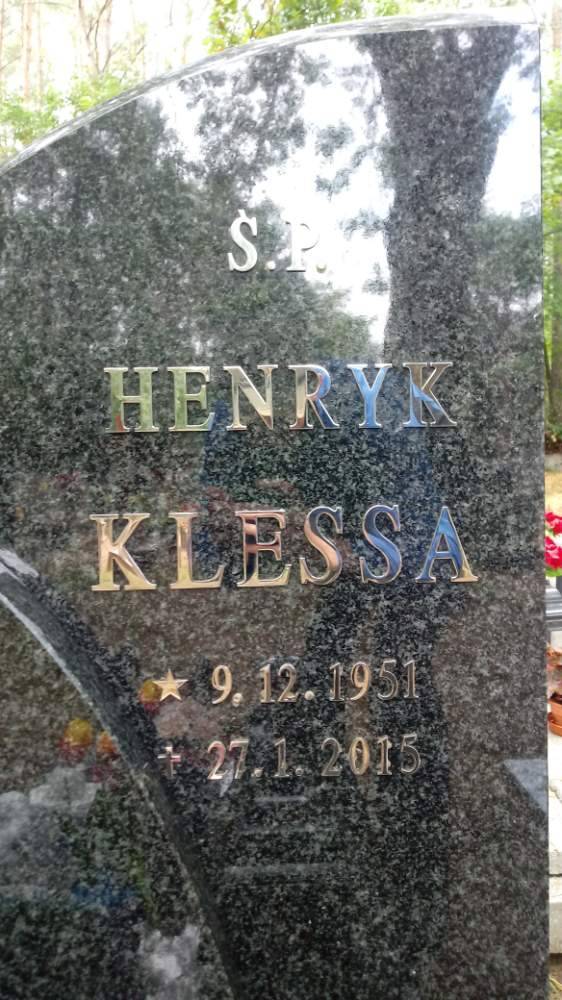 Ś.P.
HENRYK
KLESSA
★ 9.12.1951
✝ 27.1.2015